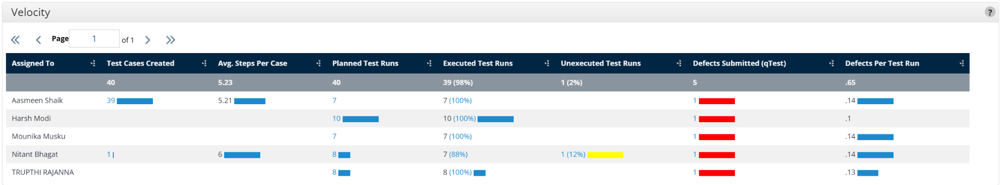 Velocity ?
Page 1 of 1
Assigned To Test Cases Created Avg. Steps Per Case Planned Test Runs Executed Test Runs Unexecuted Test Runs Defects Submitted (qTest) Defects Per Test Run
40 5.23 40 39 (98%) 1 (2%) 5 .65
Aasmeen Shaik 39 5.21 7 7 (100%) 1 .14
Harsh Modi 10 10 (100%) 1 .1
Mounika Musku 7 7 (100%) 1 .14
Nitant Bhagat 1 6 8 7 (88%) 1 (12%) 1 .14
TRUPTHI RAJANNA 8 8 (100%) 1 .13